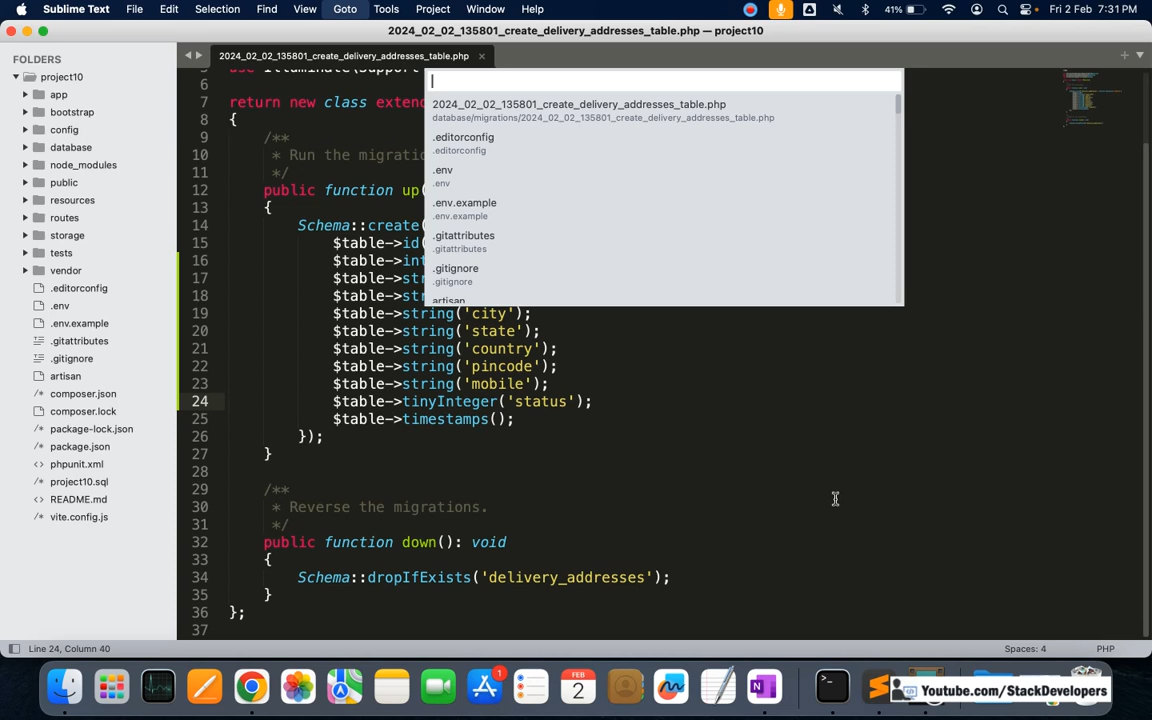 Sublime Text File Edit Selection Find View Goto Tools Project Window Help 41% Fri 2 Feb 7:31 PM
2024_02_02_135801_create_delivery_addresses_table.php — project10
FOLDERS
project10
app
bootstrap
config
database
node_modules
public
resources
routes
storage
tests
vendor
.editorconfig
.env
.env.example
.gitattributes
.gitignore
artisan
/* composer.json
composer.lock
/* package-lock.json
/* package.json
<> phpunit.xml
/* project10.sql
<> README.md
/* vite.config.js
2024_02_02_135801_create_delivery_addresses_table.php
2024_02_02_135801_create_delivery_addresses_table.php
database/migrations/2024_02_02_135801_create_delivery_addresses_table.php
.editorconfig
.editorconfig
.env
.env
.env.example
.env.example
.gitattributes
.gitattributes
.gitignore
.gitignore
artisan
6
7 return new class exten
8 {
9 /**
10 * Run the migratio
11 */
12 public function up(
13 {
14 Schema::create(
15 $table->id(
16 $table->int
17 $table->str
18 $table->str
19 $table->string('city');
20 $table->string('state');
21 $table->string('country');
22 $table->string('pincode');
23 $table->string('mobile');
24 $table->tinyInteger('status');
25 $table->timestamps();
26 });
27 }
28
29 /**
30 * Reverse the migrations.
31 */
32 public function down(): void
33 {
34 Schema::dropIfExists('delivery_addresses');
35 }
36 };
37
Line 24, Column 40 Spaces: 4 PHP
FEB
2
1
Youtube.com/StackDevelopers